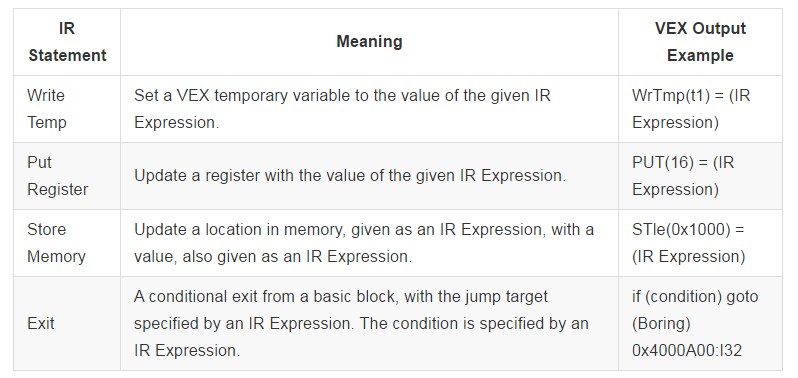 IR
Statement
Meaning
VEX Output
Example
Write
Temp
Set a VEX temporary variable to the value of the given IR
Expression.
WrTmp(t1) = (IR
Expression)
Put
Register
Update a register with the value of the given IR Expression.
PUT(16) = (IR
Expression)
Store
Memory
Update a location in memory, given as an IR Expression, with a
value, also given as an IR Expression.
STle(0x1000) =
(IR Expression)
Exit
A conditional exit from a basic block, with the jump target
specified by an IR Expression. The condition is specified by an
IR Expression.
if (condition) goto
(Boring)
0x4000A00:I32